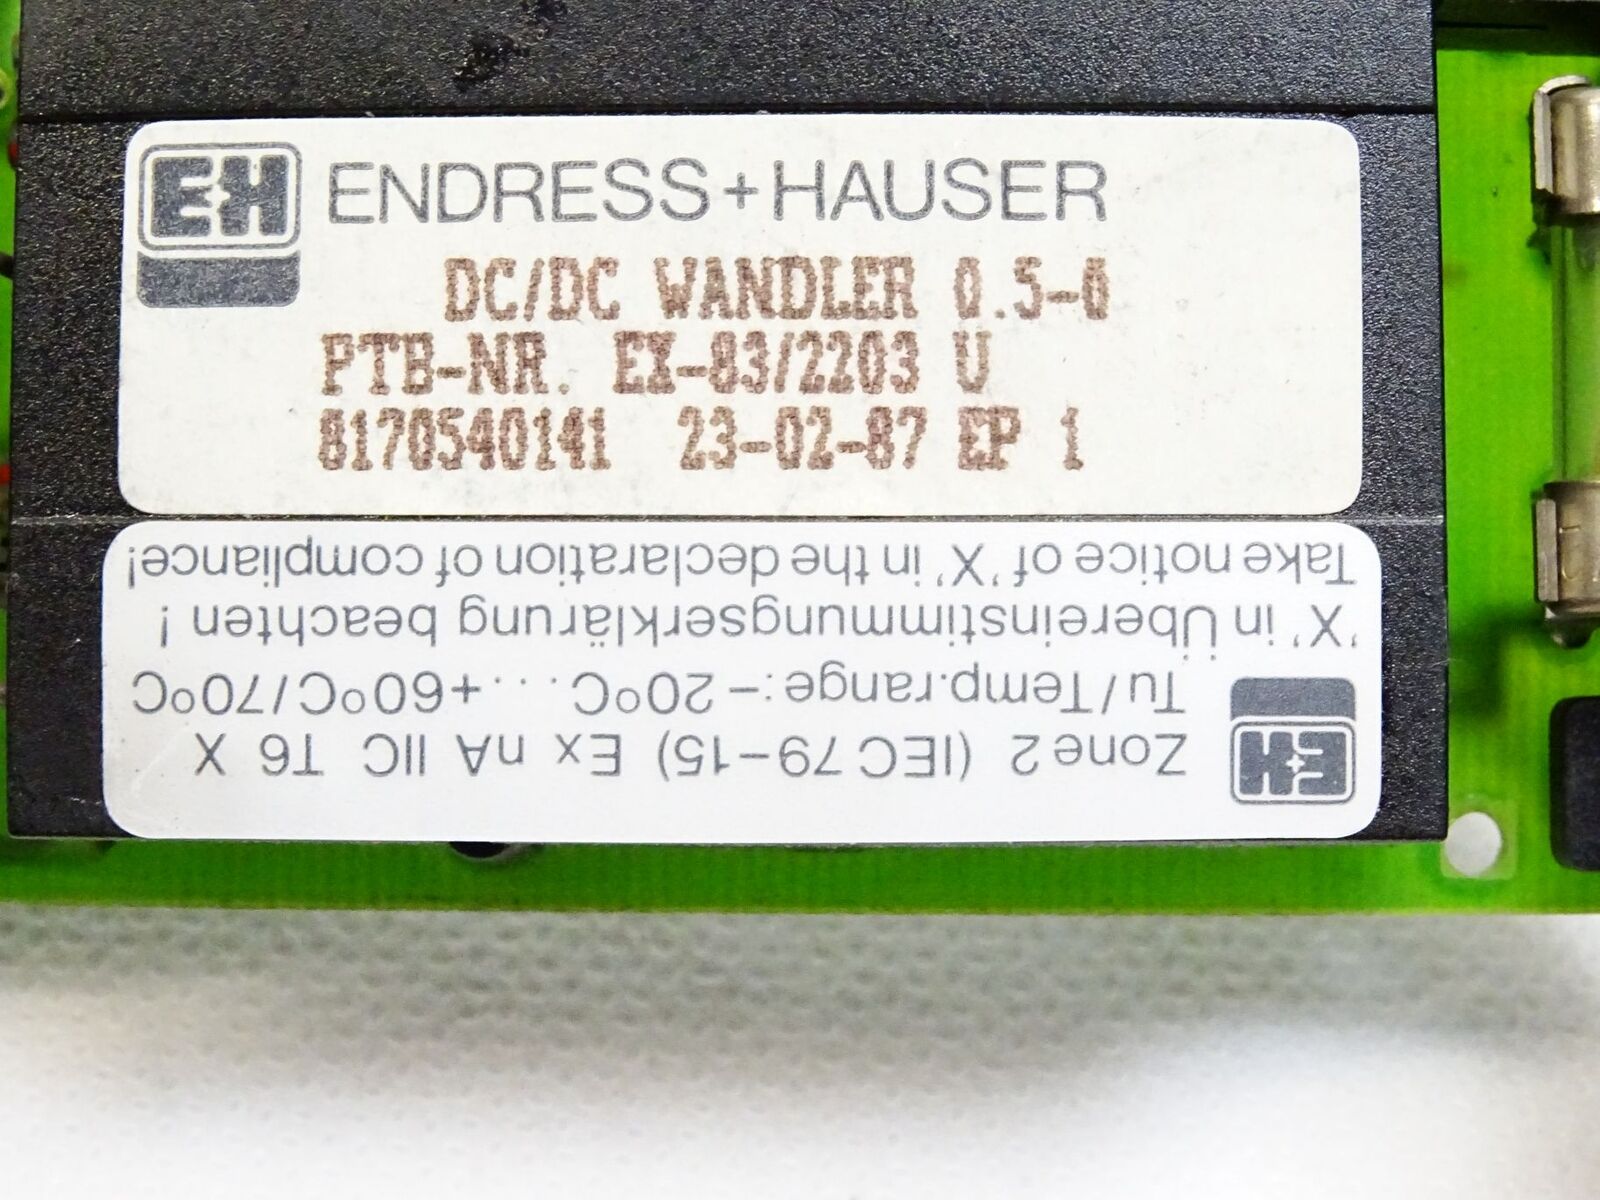 E+H ENDRESS+HAUSER
DC/DC WANDLER 0.5-0
PTB-NR. EX-83/2203 U
8170540141 23-02-87 EP 1
E+H Zone 2 (IEC 79-15) Ex nA IIC T6 X
Tu/Temp.range:-20°C...+60°C/70°C
'X' in Übereinstimmungserklärung beachten !
Take notice of 'X' in the declaration of compliance!